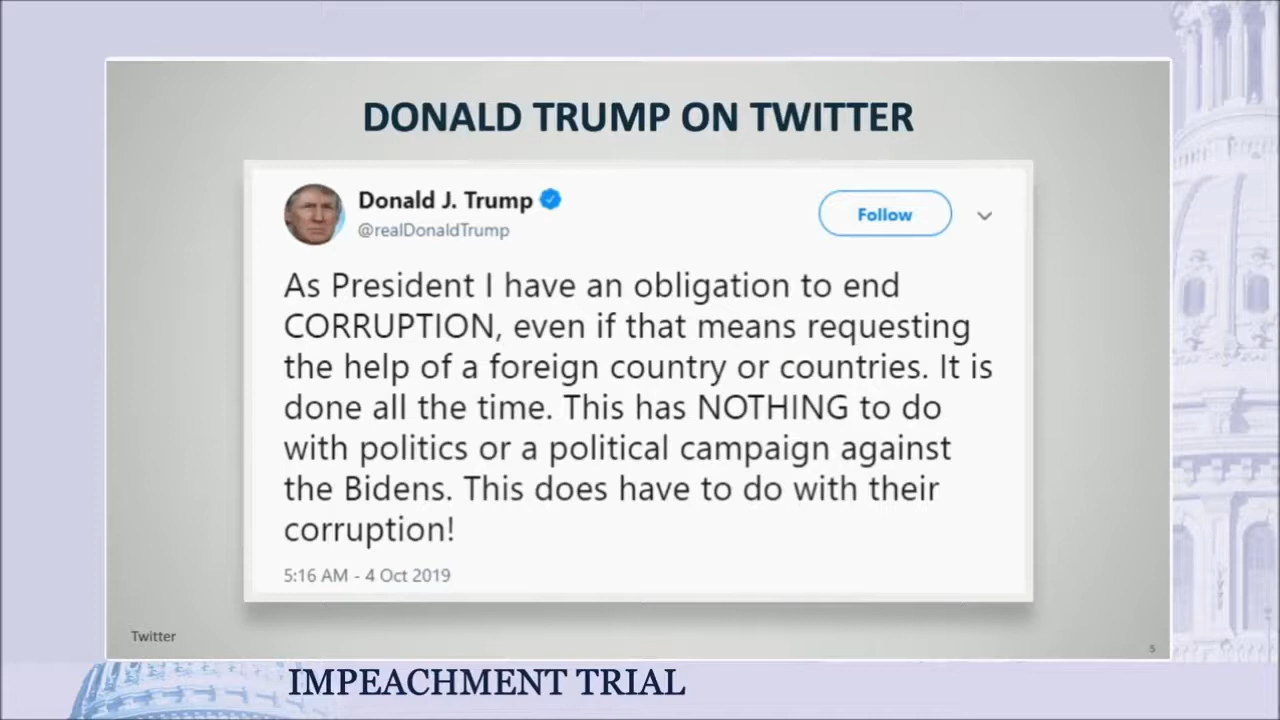 DONALD TRUMP ON TWITTER
Donald J. Trump
@realDonaldTrump
Follow
As President I have an obligation to end
CORRUPTION, even if that means requesting
the help of a foreign country or countries. It is
done all the time. This has NOTHING to do
with politics or a political campaign against
the Bidens. This does have to do with their
corruption!
5:16 AM - 4 Oct 2019
Twitter
5
IMPEACHMENT TRIAL